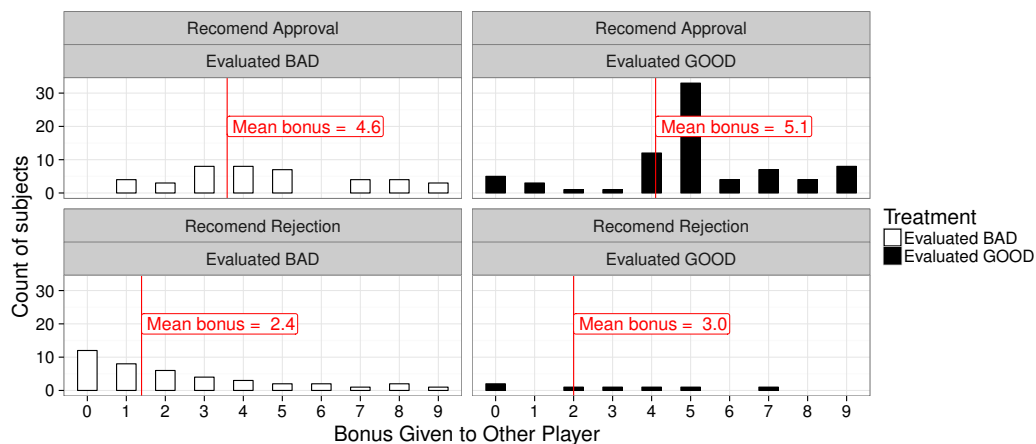 Recomend Approval
Recomend Approval
Evaluated BAD
Evaluated GOOD
30
20
10
0
Mean bonus = 4.6
Mean bonus = 5.1
Recomend Rejection
Recomend Rejection
Evaluated BAD
Evaluated GOOD
30
20
10
0
Mean bonus = 2.4
Mean bonus = 3.0
0 1 2 3 4 5 6 7 8 9
0 1 2 3 4 5 6 7 8 9
Bonus Given to Other Player
Count of subjects
Treatment
Evaluated BAD
Evaluated GOOD